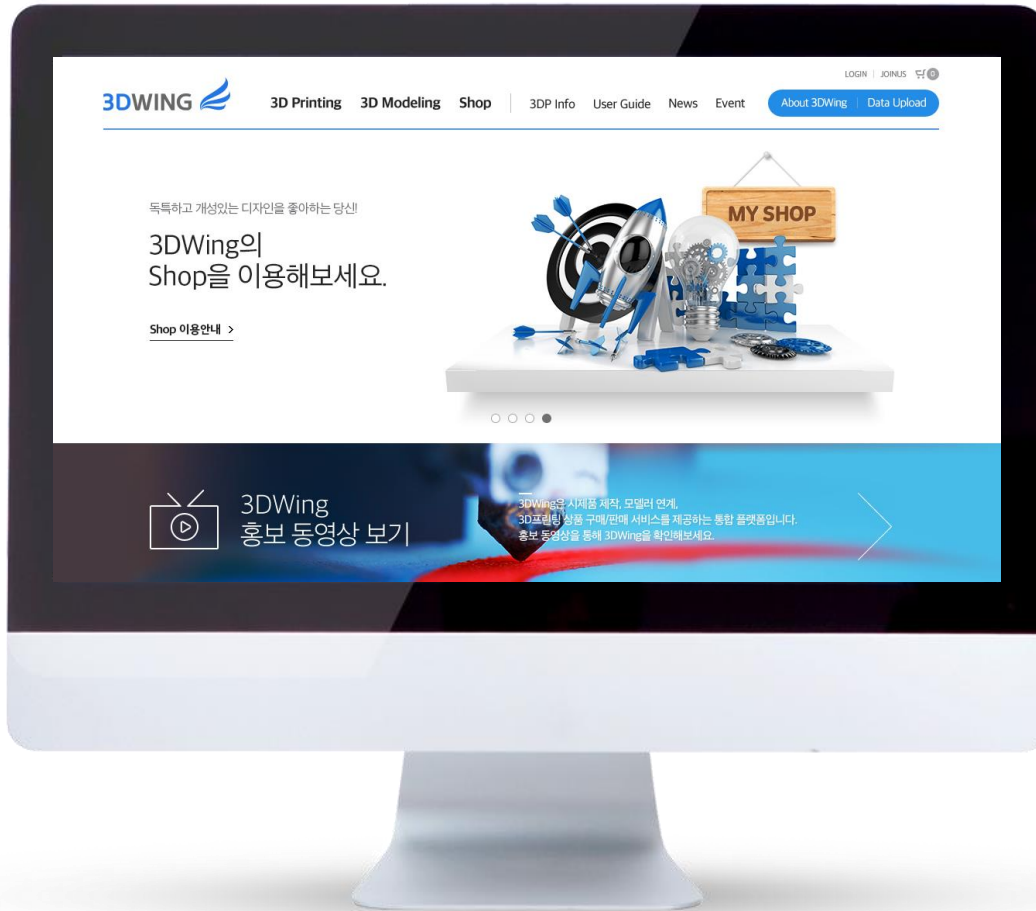 LOGIN | JOINUS 0
3DWING
3D Printing 3D Modeling Shop | 3DP Info User Guide News Event About 3DWing | Data Upload
독특하고 개성있는 디자인을 좋아하는 당신!
3DWing의
Shop을 이용해보세요.
Shop 이용안내 >
MY SHOP
3DWing
홍보 동영상 보기
3DWing은 시제품 제작, 모델러 연계,
3D프린팅 상품 구매/판매 서비스를 제공하는 통합 플랫폼입니다.
홍보 동영상을 통해 3DWing을 확인해보세요.